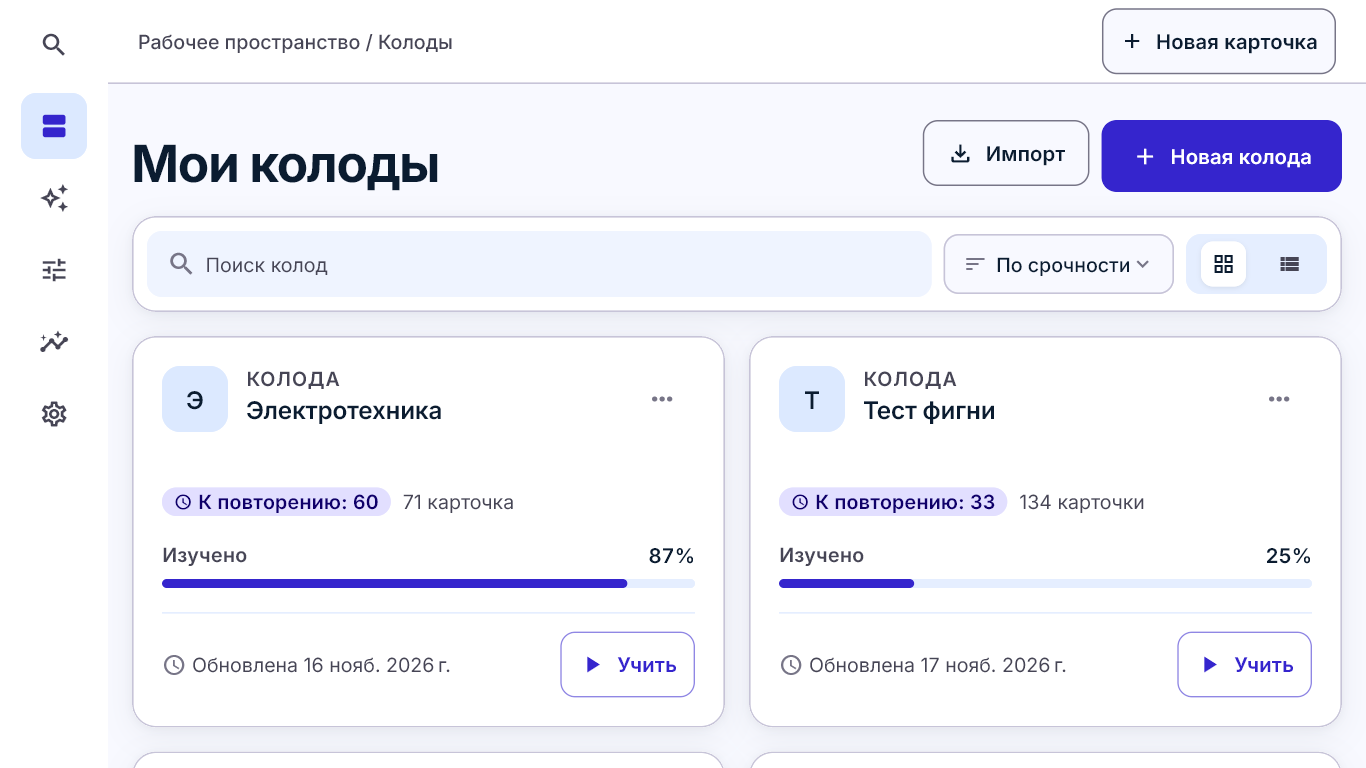 Рабочее пространство / Колоды
+ Новая карточка
Мои колоды
Импорт
+ Новая колода
Поиск колод
По срочности
Э
КОЛОДА
Электротехника
К повторению: 60
71 карточка
Изучено
87%
Обновлена 16 нояб. 2026 г.
Учить
Т
КОЛОДА
Тест фигни
К повторению: 33
134 карточки
Изучено
25%
Обновлена 17 нояб. 2026 г.
Учить